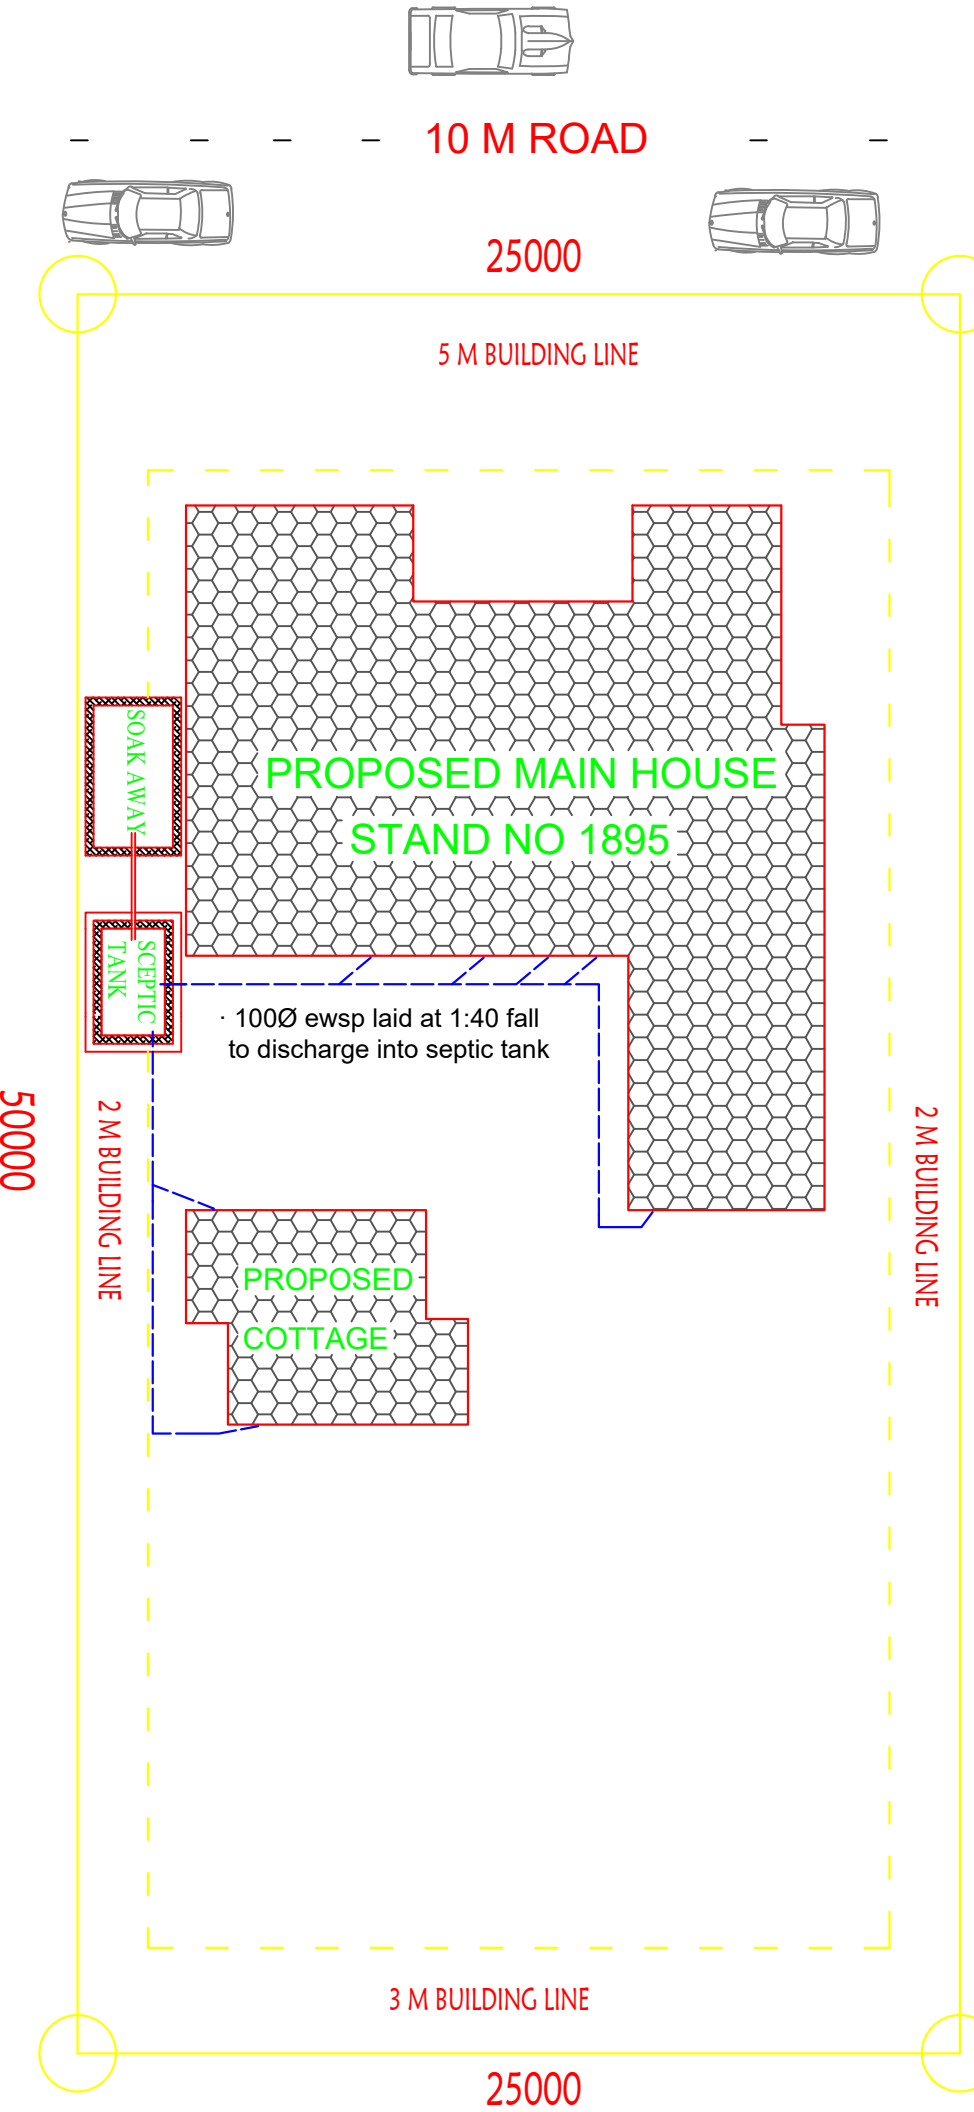 10 M ROAD
25000
5 M BUILDING LINE
PROPOSED MAIN HOUSE
STAND NO 1895
SOAK AWAY
SCEPTIC
TANK
· 100Ø ewsp laid at 1:40 fall
to discharge into septic tank
50000
2 M BUILDING LINE
2 M BUILDING LINE
PROPOSED
COTTAGE
3 M BUILDING LINE
25000